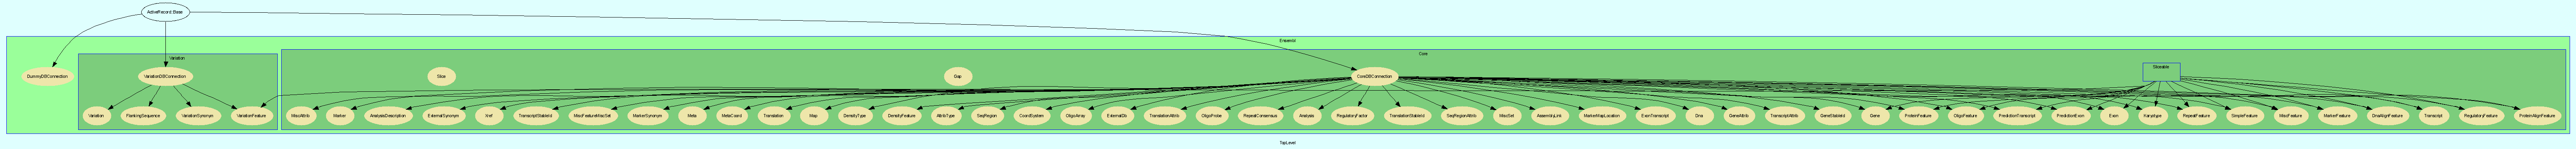 ActiveRecord::Base
Ensembl
Core
Variation
Sliceable
DummyDBConnection
VariationDBConnection
Slice
Gap
CoreDBConnection
Variation
FlankingSequence
VariationSynonym
VariationFeature
MiscAttrib
Marker
AnalysisDescription
ExternalSynonym
Xref
TranscriptStableId
MiscFeatureMiscSet
MarkerSynonym
Meta
MetaCoord
Translation
Map
DensityType
DensityFeature
AttribType
SeqRegion
CoordSystem
OligoArray
ExternalDb
TranslationAttrib
OligoProbe
RepeatConsensus
Analysis
RegulatoryFactor
TranslationStableId
SeqRegionAttrib
MiscSet
AssemblyLink
MarkerMapLocation
ExonTranscript
Dna
GeneAttrib
TranscriptAttrib
GeneStableId
Gene
ProteinFeature
OligoFeature
PredictionTranscript
PredictionExon
Exon
Karyotype
RepeatFeature
SimpleFeature
MiscFeature
MarkerFeature
DnaAlignFeature
Transcript
RegulatoryFeature
ProteinAlignFeature
TopLevel